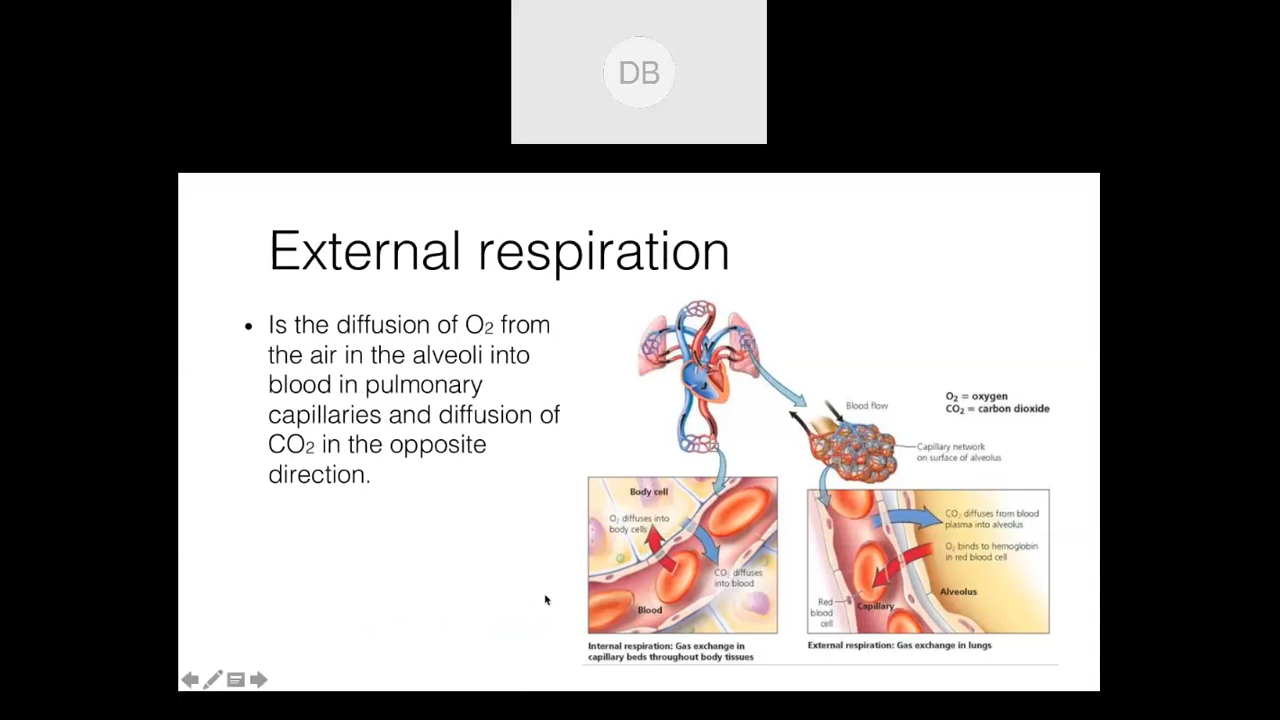 DB
External respiration
• Is the diffusion of O2 from
the air in the alveoli into
blood in pulmonary
capillaries and diffusion of
CO2 in the opposite
direction.
Blood flow
O2 = oxygen
CO2 = carbon dioxide
Capillary network
on surface of alveolus
Body cell
O2 diffuses into
body cells
CO2 diffuses
into blood
Blood
Internal respiration: Gas exchange in
capillary beds throughout body tissues
CO2 diffuses from blood
plasma into alveolus
O2 binds to hemoglobin
in red blood cell
Alveolus
Red
blood
cell
Capillary
External respiration: Gas exchange in lungs